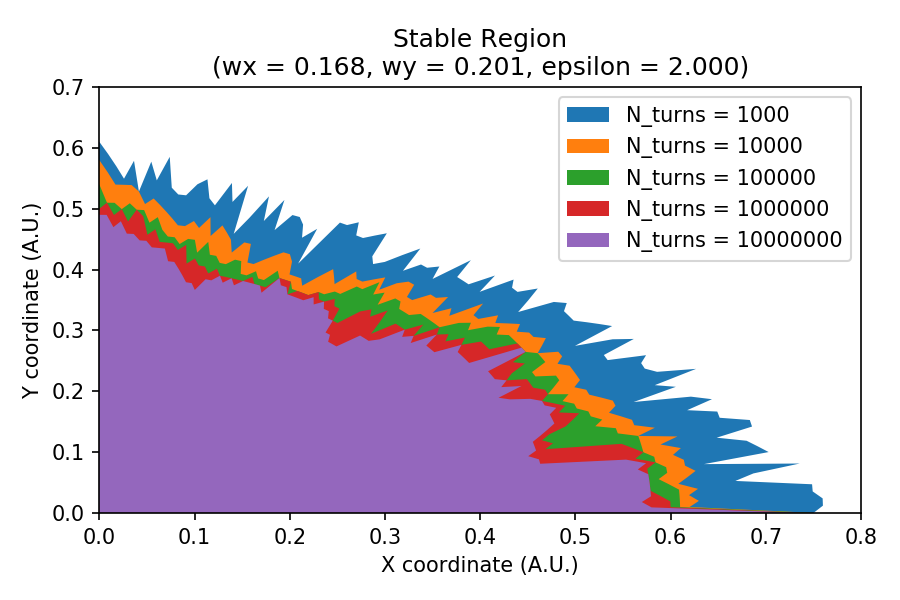 Stable Region
(wx = 0.168, wy = 0.201, epsilon = 2.000)
0.7
0.6
0.5
0.4
0.3
0.2
0.1
0.0
Y coordinate (A.U.)
N_turns = 1000
N_turns = 10000
N_turns = 100000
N_turns = 1000000
N_turns = 10000000
0.0 0.1 0.2 0.3 0.4 0.5 0.6 0.7 0.8
X coordinate (A.U.)